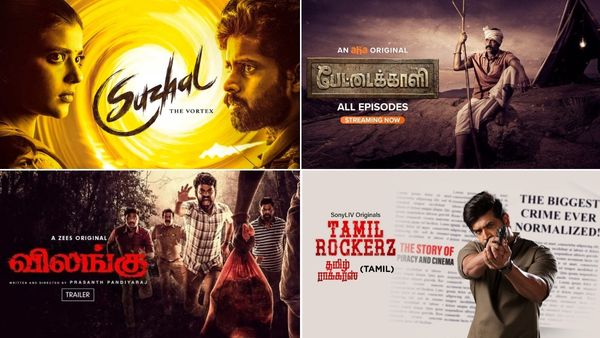 Suzhal
THE VORTEX
AN aha ORIGINAL
பேட்டைக்காளி
ALL EPISODES
STREAMING NOW
A ZEE5 ORIGINAL
விலங்கு
WRITTEN AND DIRECTED BY PRASANTH PANDIYARAJ
TRAILER
SonyLIV Originals
TAMIL
ROCKERZ
தமிழ்
ராக்கர்ஸ்
(TAMIL)
THE BIGGEST
CRIME EVER
NORMALIZED!
THE STORY OF
PIRACY AND CINEMA